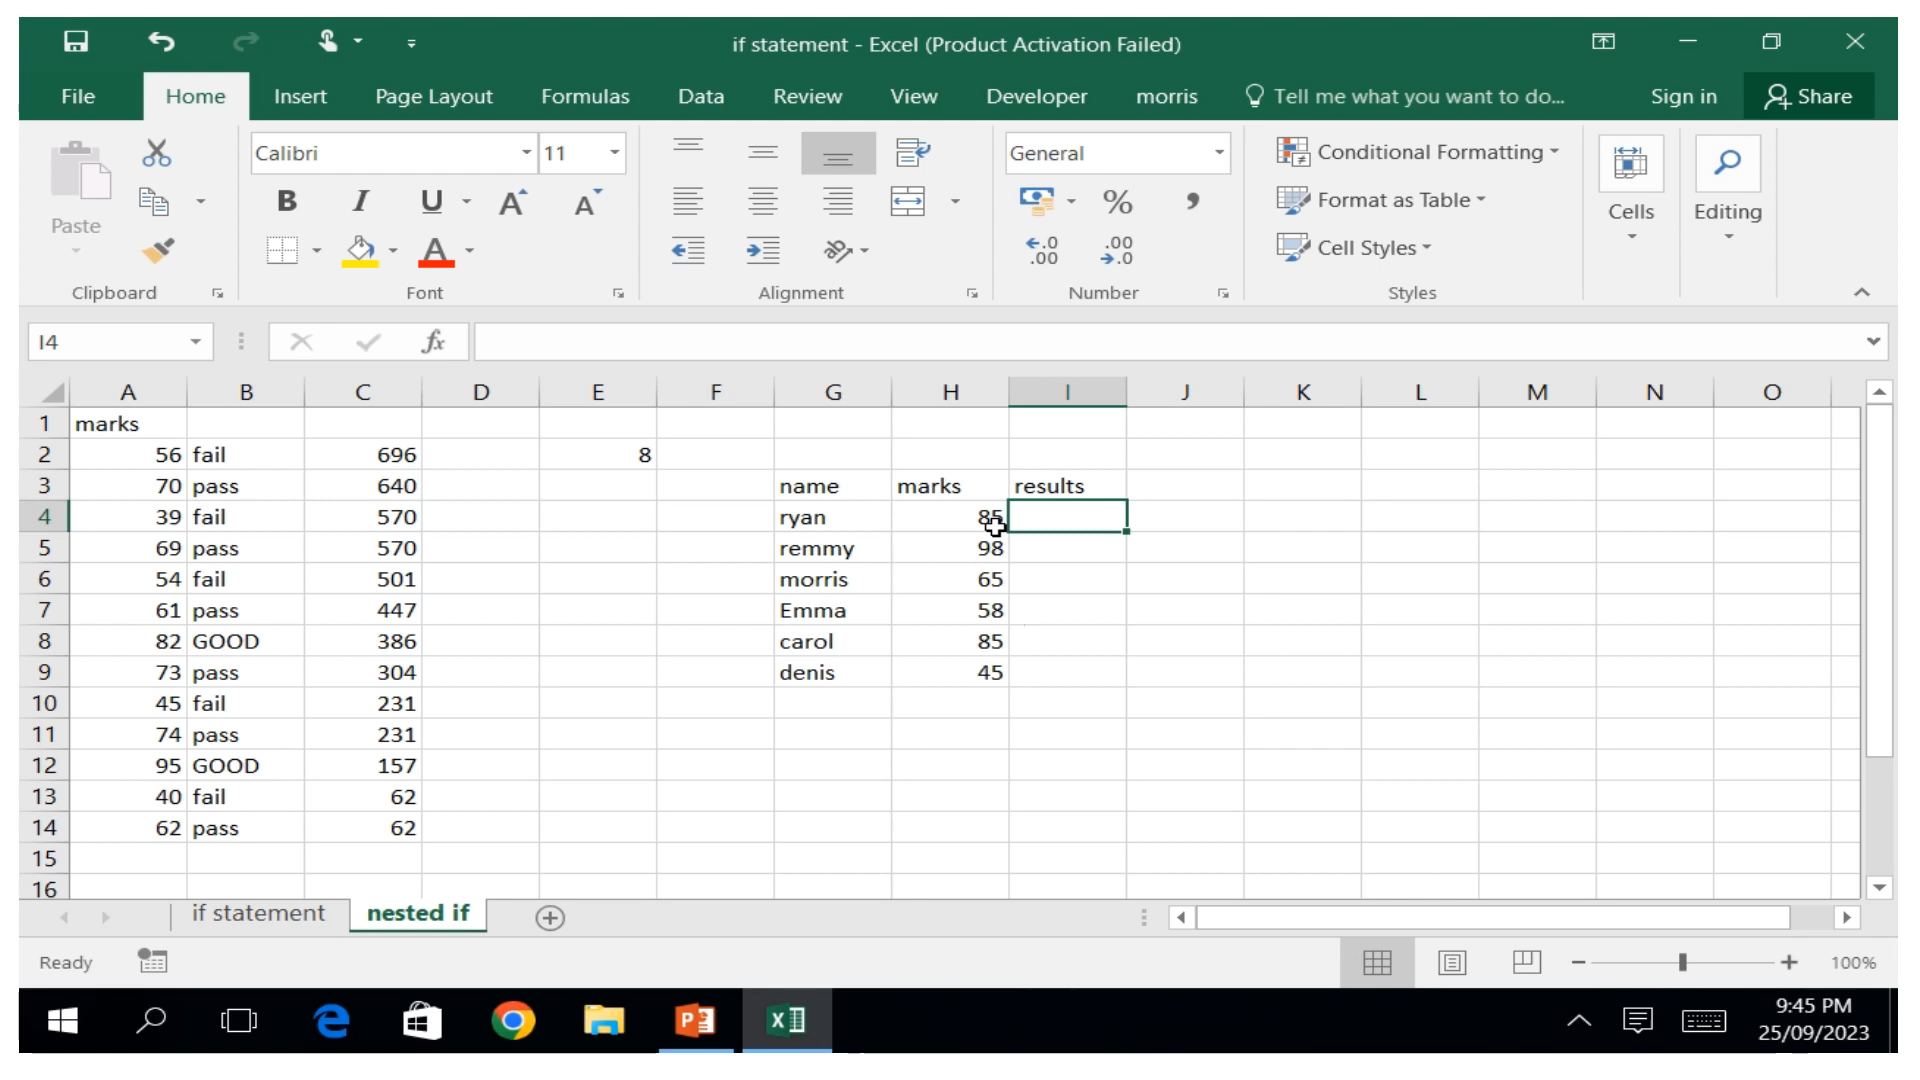 if statement - Excel (Product Activation Failed)
File Home Insert Page Layout Formulas Data Review View Developer morris Tell me what you want to do... Sign in Share
Calibri 11 General Conditional Formatting
Paste B I U A A % , Format as Table Cells Editing
A .0 .00 .00 .0 Cell Styles
Clipboard Font Alignment Number Styles
I4 fx
A B C D E F G H I J K L M N O
1 marks
2 56 fail 696 8
3 70 pass 640 name marks results
4 39 fail 570 ryan 85
5 69 pass 570 remmy 98
6 54 fail 501 morris 65
7 61 pass 447 Emma 58
8 82 GOOD 386 carol 85
9 73 pass 304 denis 45
10 45 fail 231
11 74 pass 231
12 95 GOOD 157
13 40 fail 62
14 62 pass 62
15
16
if statement nested if
Ready 100%
9:45 PM
25/09/2023